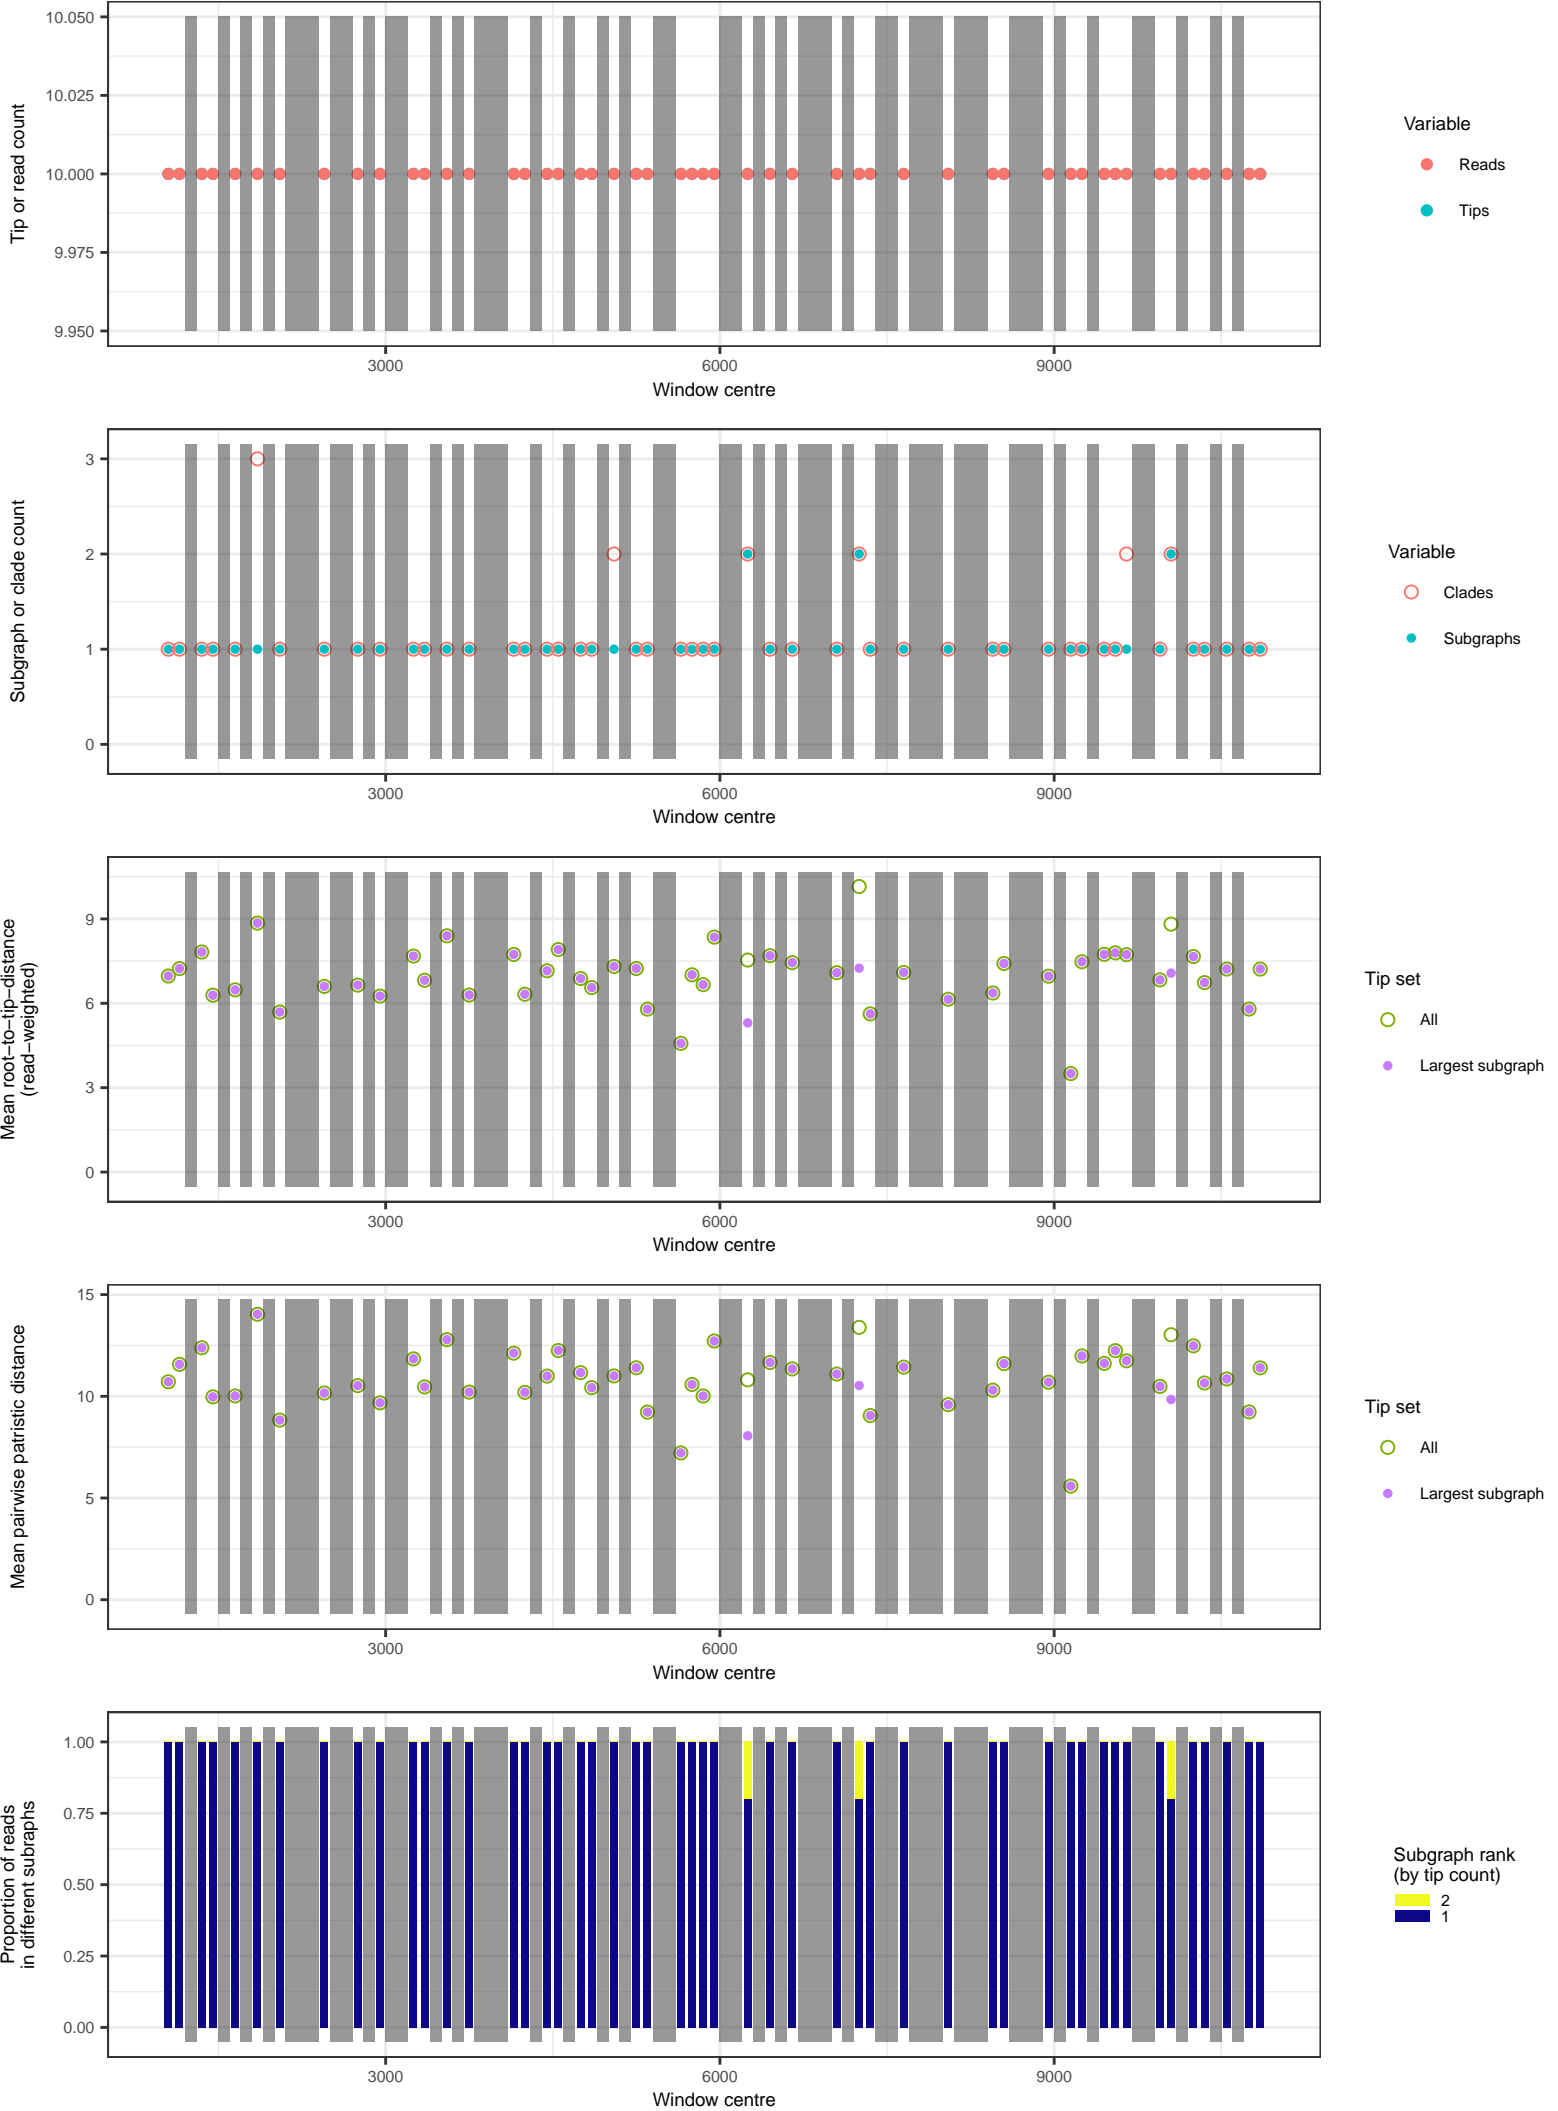 10.050
10.025
10.000
9.975
9.950
Tip or read count
3000
6000
9000
Window centre
Variable
Reads
Tips
3
2
1
0
Subgraph or clade count
3000
6000
9000
Window centre
Variable
Clades
Subgraphs
9
6
3
0
Mean root−to−tip−distance
(read−weighted)
3000
6000
9000
Window centre
Tip set
All
Largest subgraph
15
10
5
0
Mean pairwise patristic distance
3000
6000
9000
Window centre
Tip set
All
Largest subgraph
1.00
0.75
0.50
0.25
0.00
Proportion of reads
in different subraphs
3000
6000
9000
Window centre
Subgraph rank
(by tip count)
2
1